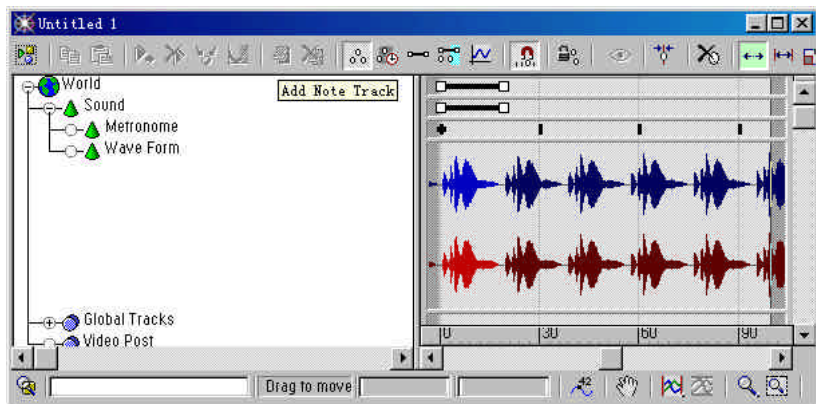 Untitled 1
World
Add Note Track
Sound
Metronome
Wave Form
Global Tracks
Video Post
0 30 60 90
Drag to move
42